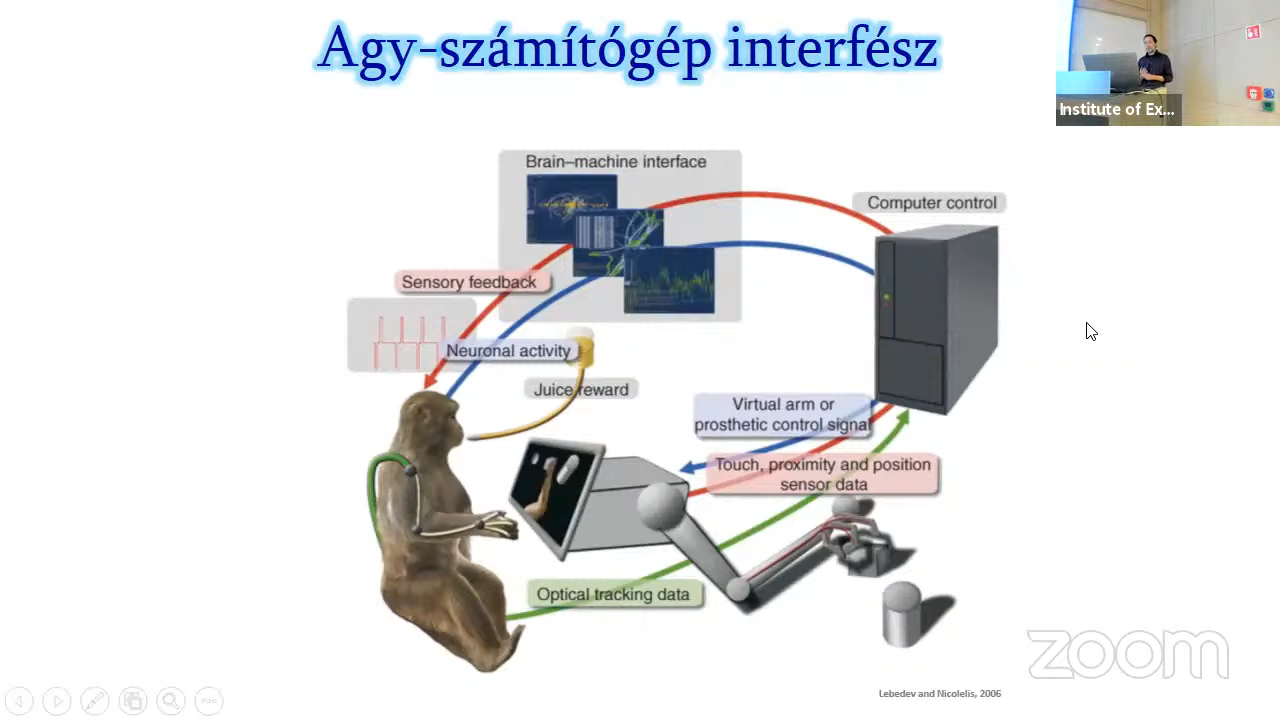 Agy-számítógép interfész
Institute of Ex...
Brain–machine interface
Computer control
Sensory feedback
Neuronal activity
Juice reward
Virtual arm or
prosthetic control signal
Touch, proximity and position
sensor data
Optical tracking data
zoom
Lebedev and Nicolelis, 2006